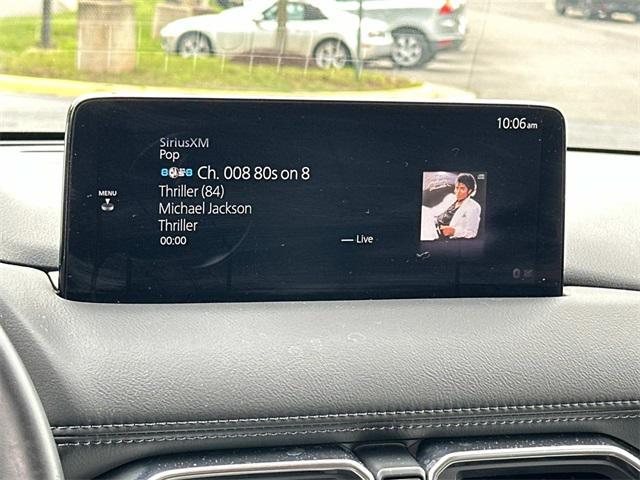 10:06am
SiriusXM
Pop
Ch. 008 80s on 8
MENU
Thriller (84)
Michael Jackson
Thriller
00:00
Live